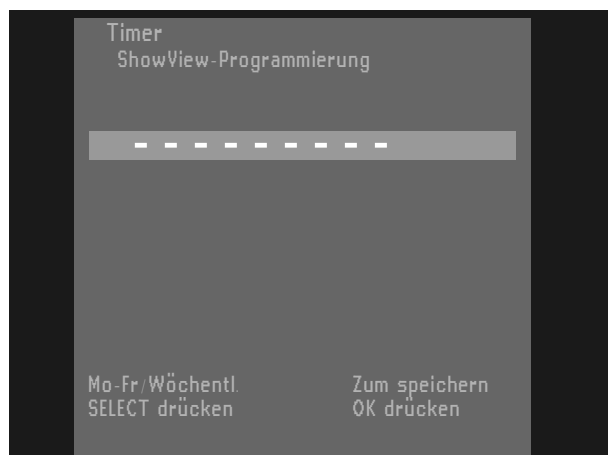 Timer
ShowView-Programmierung
- - - - - - - - -
Mo-Fr/Wöchentl.
SELECT drücken
Zum speichern
OK drücken